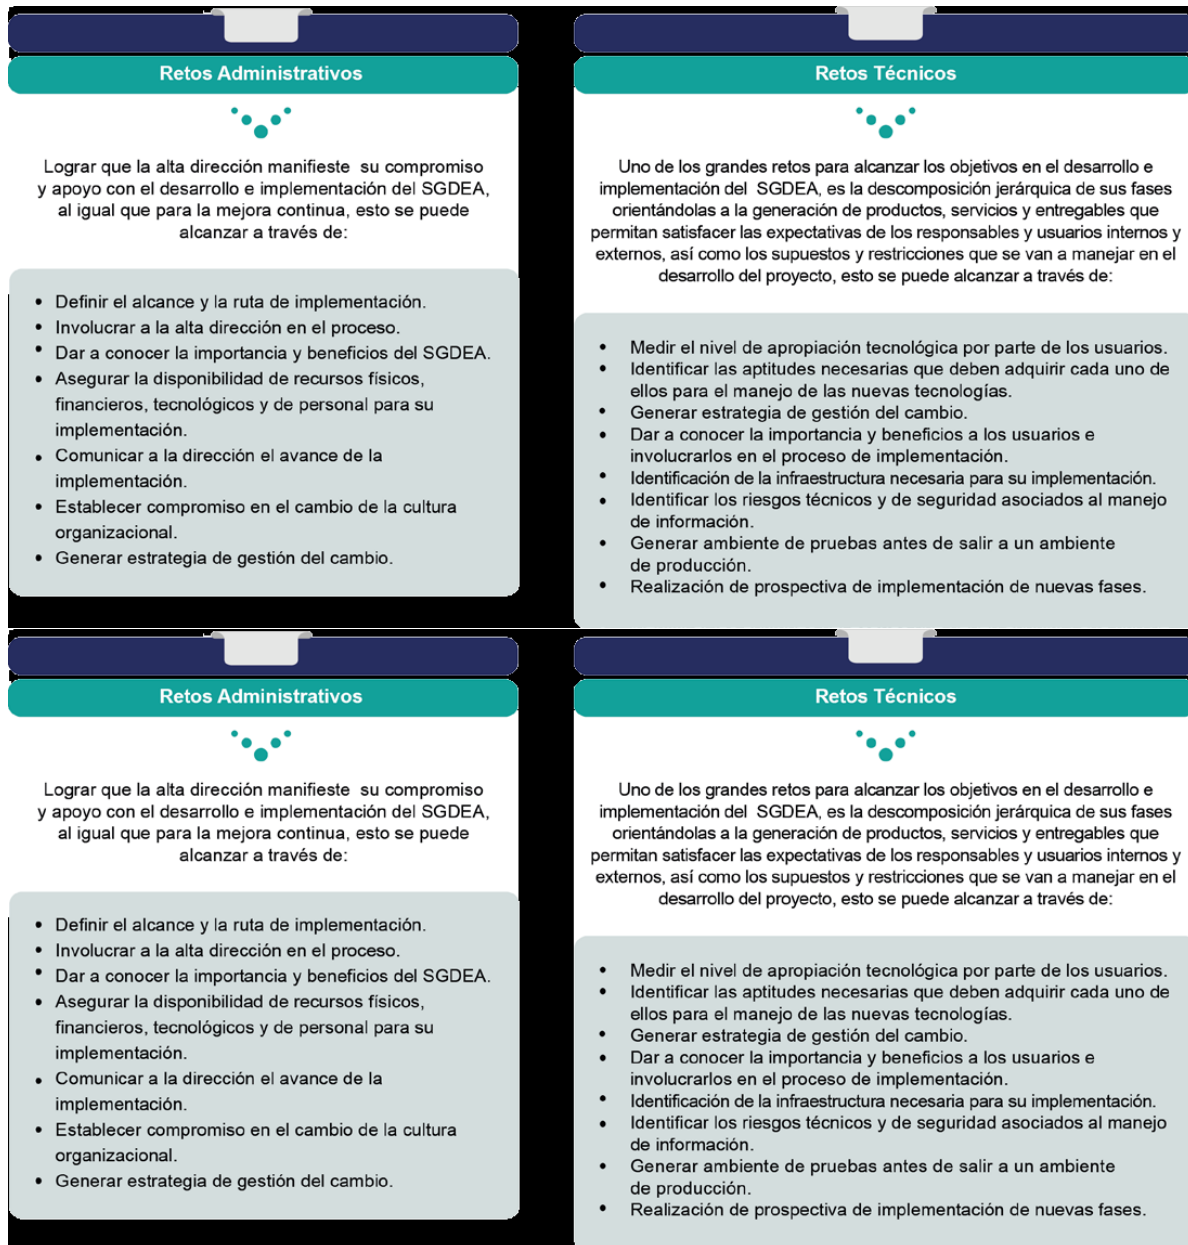 Retos Administrativos
Lograr que la alta dirección manifieste su compromiso
y apoyo con el desarrollo e implementación del SGDEA,
al igual que para la mejora continua, esto se puede
alcanzar a través de:
• Definir el alcance y la ruta de implementación.
• Involucrar a la alta dirección en el proceso.
• Dar a conocer la importancia y beneficios del SGDEA.
• Asegurar la disponibilidad de recursos físicos,
financieros, tecnológicos y de personal para su
implementación.
• Comunicar a la dirección el avance de la
implementación.
• Establecer compromiso en el cambio de la cultura
organizacional.
• Generar estrategia de gestión del cambio.
Retos Técnicos
Uno de los grandes retos para alcanzar los objetivos en el desarrollo e
implementación del SGDEA, es la descomposición jerárquica de sus fases
orientándolas a la generación de productos, servicios y entregables que
permitan satisfacer las expectativas de los responsables y usuarios internos y
externos, así como los supuestos y restricciones que se van a manejar en el
desarrollo del proyecto, esto se puede alcanzar a través de:
• Medir el nivel de apropiación tecnológica por parte de los usuarios.
• Identificar las aptitudes necesarias que deben adquirir cada uno de
ellos para el manejo de las nuevas tecnologías.
• Generar estrategia de gestión del cambio.
• Dar a conocer la importancia y beneficios a los usuarios e
involucrarlos en el proceso de implementación.
• Identificación de la infraestructura necesaria para su implementación.
• Identificar los riesgos técnicos y de seguridad asociados al manejo
de información.
• Generar ambiente de pruebas antes de salir a un ambiente
de producción.
• Realización de prospectiva de implementación de nuevas fases.
Retos Administrativos
Lograr que la alta dirección manifieste su compromiso
y apoyo con el desarrollo e implementación del SGDEA,
al igual que para la mejora continua, esto se puede
alcanzar a través de:
• Definir el alcance y la ruta de implementación.
• Involucrar a la alta dirección en el proceso.
• Dar a conocer la importancia y beneficios del SGDEA.
• Asegurar la disponibilidad de recursos físicos,
financieros, tecnológicos y de personal para su
implementación.
• Comunicar a la dirección el avance de la
implementación.
• Establecer compromiso en el cambio de la cultura
organizacional.
• Generar estrategia de gestión del cambio.
Retos Técnicos
Uno de los grandes retos para alcanzar los objetivos en el desarrollo e
implementación del SGDEA, es la descomposición jerárquica de sus fases
orientándolas a la generación de productos, servicios y entregables que
permitan satisfacer las expectativas de los responsables y usuarios internos y
externos, así como los supuestos y restricciones que se van a manejar en el
desarrollo del proyecto, esto se puede alcanzar a través de:
• Medir el nivel de apropiación tecnológica por parte de los usuarios.
• Identificar las aptitudes necesarias que deben adquirir cada uno de
ellos para el manejo de las nuevas tecnologías.
• Generar estrategia de gestión del cambio.
• Dar a conocer la importancia y beneficios a los usuarios e
involucrarlos en el proceso de implementación.
• Identificación de la infraestructura necesaria para su implementación.
• Identificar los riesgos técnicos y de seguridad asociados al manejo
de información.
• Generar ambiente de pruebas antes de salir a un ambiente
de producción.
• Realización de prospectiva de implementación de nuevas fases.